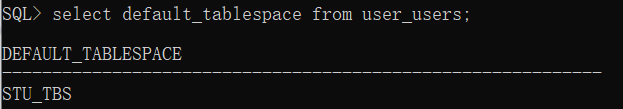 SQL> select default_tablespace from user_users;
DEFAULT_TABLESPACE
------------------------------------------------------------
STU_TBS